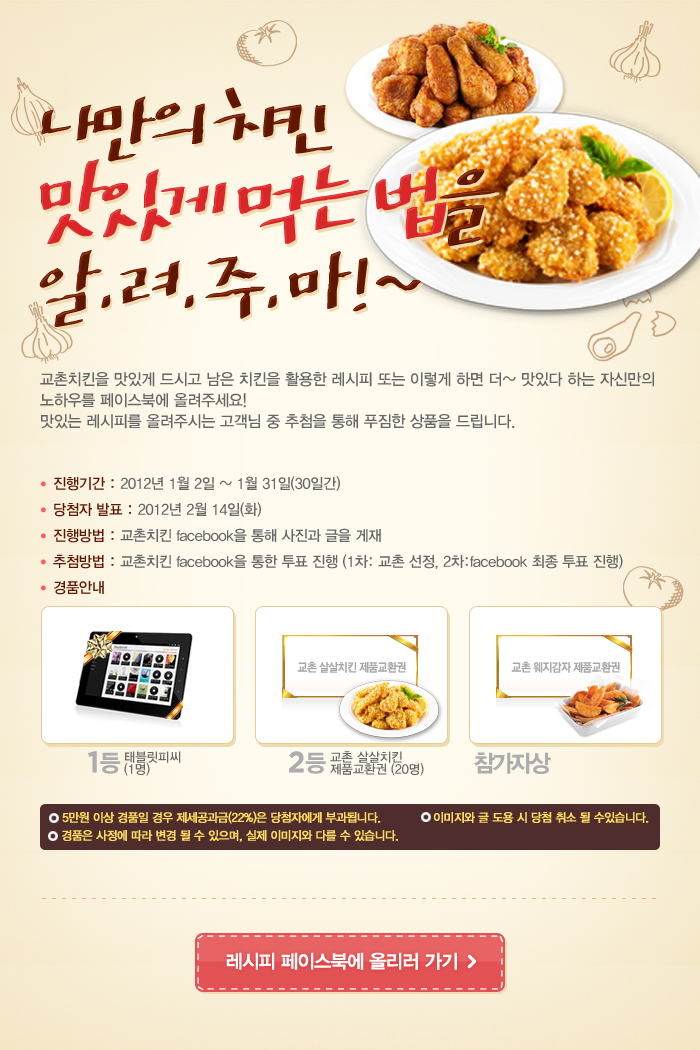 나만의 치킨
맛있게 먹는 법을
알.려.주.마!~
교촌치킨을 맛있게 드시고 남은 치킨을 활용한 레시피 또는 이렇게 하면 더~ 맛있다 하는 자신만의
노하우를 페이스북에 올려주세요!
맛있는 레시피를 올려주시는 고객님 중 추첨을 통해 푸짐한 상품을 드립니다.
• 진행기간 : 2012년 1월 2일 ~ 1월 31일(30일간)
• 당첨자 발표 : 2012년 2월 14일(화)
• 진행방법 : 교촌치킨 facebook을 통해 사진과 글을 게재
• 추첨방법 : 교촌치킨 facebook을 통한 투표 진행 (1차: 교촌 선정, 2차:facebook 최종 투표 진행)
• 경품안내
교촌 살살치킨 제품교환권
교촌 웨지감자 제품교환권
1등 태블릿피씨
(1명)
2등 교촌 살살치킨
제품교환권 (20명)
참가자상
5만원 이상 경품일 경우 제세공과금(22%)은 당첨자에게 부과됩니다.
이미지와 글 도용 시 당첨 취소 될 수있습니다.
경품은 사정에 따라 변경 될 수 있으며, 실제 이미지와 다를 수 있습니다.
레시피 페이스북에 올리러 가기 >